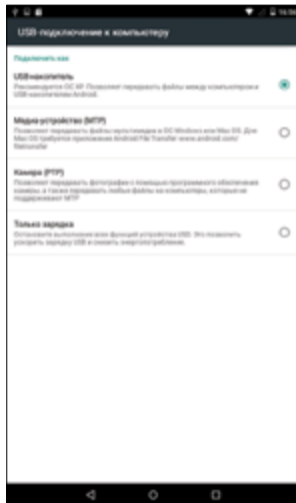 16:56
USB-подключение к компьютеру
Подключить как
USB-накопитель
Рекомендуется ОС XP. Позволяет передавать файлы между компьютером и
USB-накопителем Android.
Медиа-устройство (MTP)
Позволяет передавать файлы мультимедиа в ОС Windows или Mac OS. Для
Mac OS требуется приложение Android File Transfer www.android.com/
filetransfer
Камера (PTP)
Позволяет передавать фотографии с помощью программного обеспечения
камеры, а также передавать любые файлы на компьютеры, которые не
поддерживают MTP
Только зарядка
Остановите выполнение всех функций устройства USB. Это позволить
ускорить зарядку USB и снизить энергопотребление.